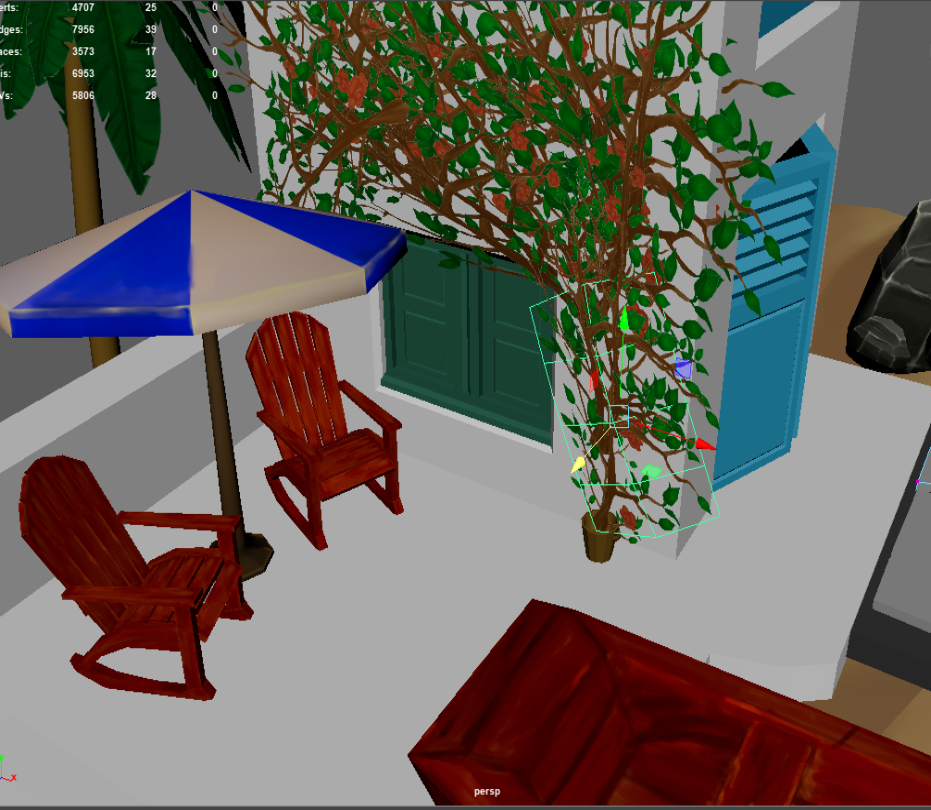 erts: 4707 25 0
dges: 7956 39 0
aces: 3573 17 0
is: 6953 32 0
Vs: 5806 28 0
persp
x